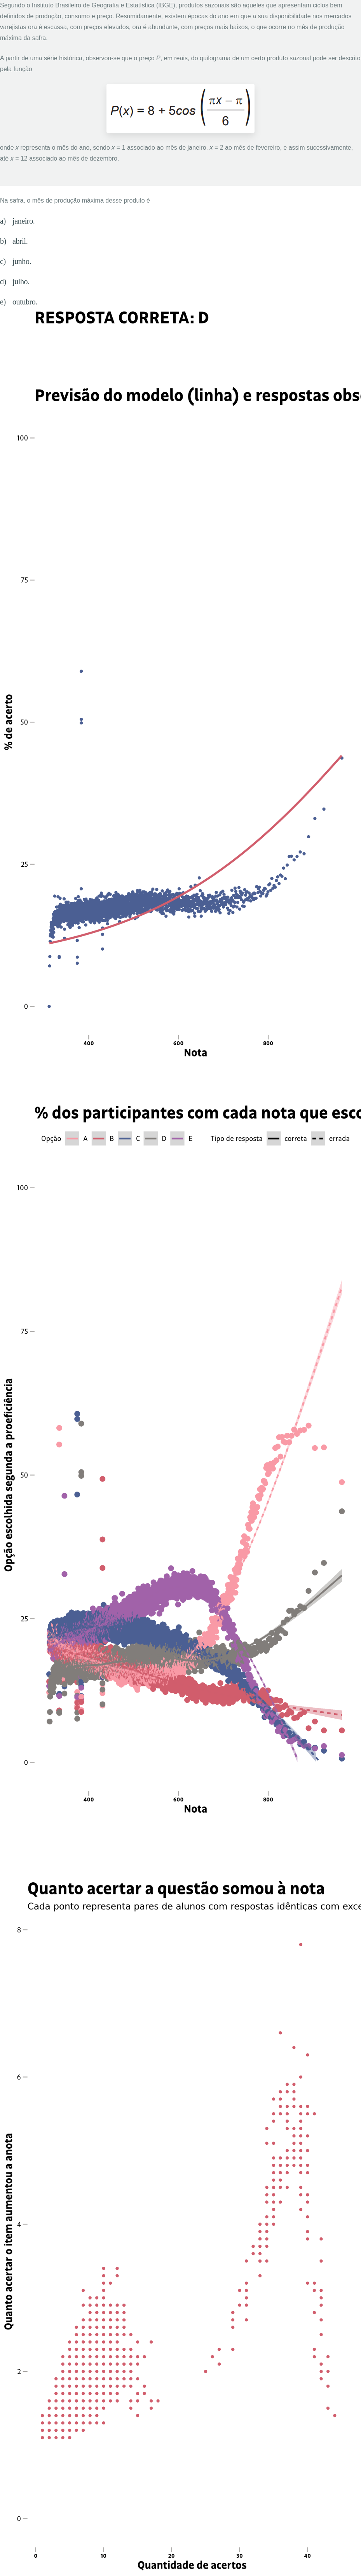 Segundo o Instituto Brasileiro de Geografia e Estatística (IBGE), produtos sazonais são aqueles que apresentam ciclos bem
definidos de produção, consumo e preço. Resumidamente, existem épocas do ano em que a sua disponibilidade nos mercados
varejistas ora é escassa, com preços elevados, ora é abundante, com preços mais baixos, o que ocorre no mês de produção
máxima da safra.
A partir de uma série histórica, observou-se que o preço P, em reais, do quilograma de um certo produto sazonal pode ser descrito
pela função
P(x) = 8 + 5cos( (πx − π) / 6 )
onde x representa o mês do ano, sendo x = 1 associado ao mês de janeiro, x = 2 ao mês de fevereiro, e assim sucessivamente,
até x = 12 associado ao mês de dezembro.
Na safra, o mês de produção máxima desse produto é
a) janeiro.
b) abril.
c) junho.
d) julho.
e) outubro.
RESPOSTA CORRETA: D
Previsão do modelo (linha) e respostas obs
100
75
50
25
0
% de acerto
400 600 800
Nota
% dos participantes com cada nota que esco
Opção A B C D E Tipo de resposta correta errada
100
75
50
25
0
Opção escolhida segunda a proeficiência
400 600 800
Nota
Quanto acertar a questão somou à nota
Cada ponto representa pares de alunos com respostas idênticas com exce
8
6
4
2
0
Quanto acertar o item aumentou a anota
0 10 20 30 40
Quantidade de acertos